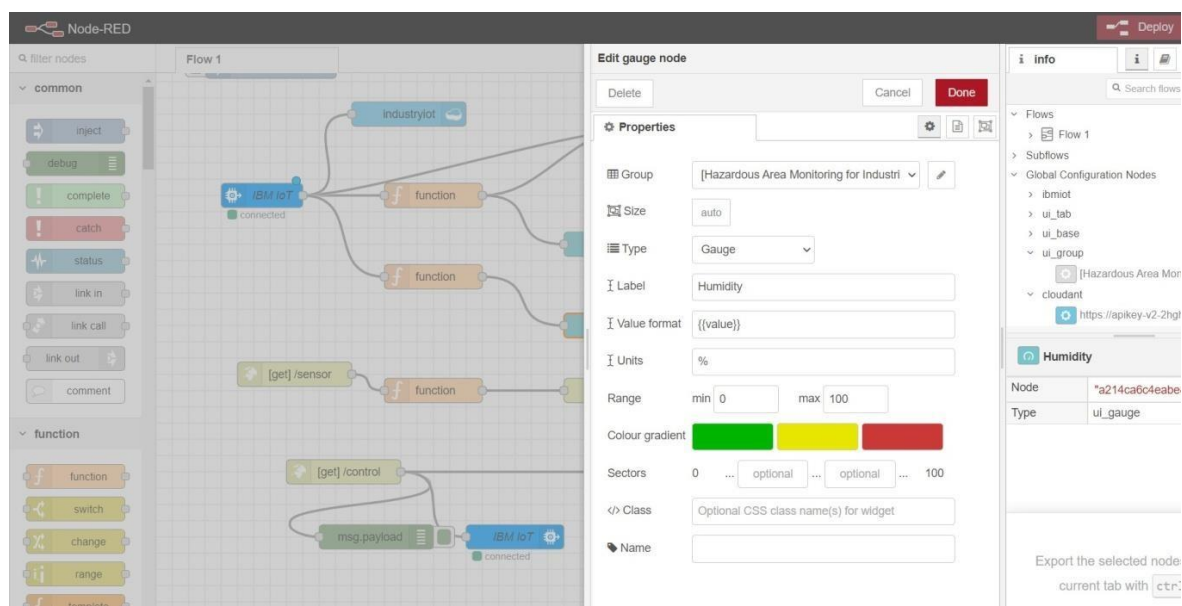 Node-RED
Deploy
filter nodes
Flow 1
Edit gauge node
i info
i
Search flows
common
Delete
Cancel
Done
inject
debug
complete
catch
status
link in
link call
link out
comment
function
function
switch
change
range
template
industryiot
IBM IoT
connected
function
function
[get] /sensor
function
[get] /control
msg.payload
IBM IoT
connected
Properties
Group
[Hazardous Area Monitoring for Industri
Size
auto
Type
Gauge
Label
Humidity
Value format
{{value}}
Units
%
Range
min 0
max 100
Colour gradient
Sectors
0 ... optional ... optional ... 100
</> Class
Optional CSS class name(s) for widget
Name
Flows
Flow 1
Subflows
Global Configuration Nodes
ibmiot
ui_tab
ui_base
ui_group
[Hazardous Area Mon
cloudant
https://apikey-v2-2hgh
Humidity
Node
"a214ca6c4eabe
Type
ui_gauge
Export the selected node
current tab with ctrl